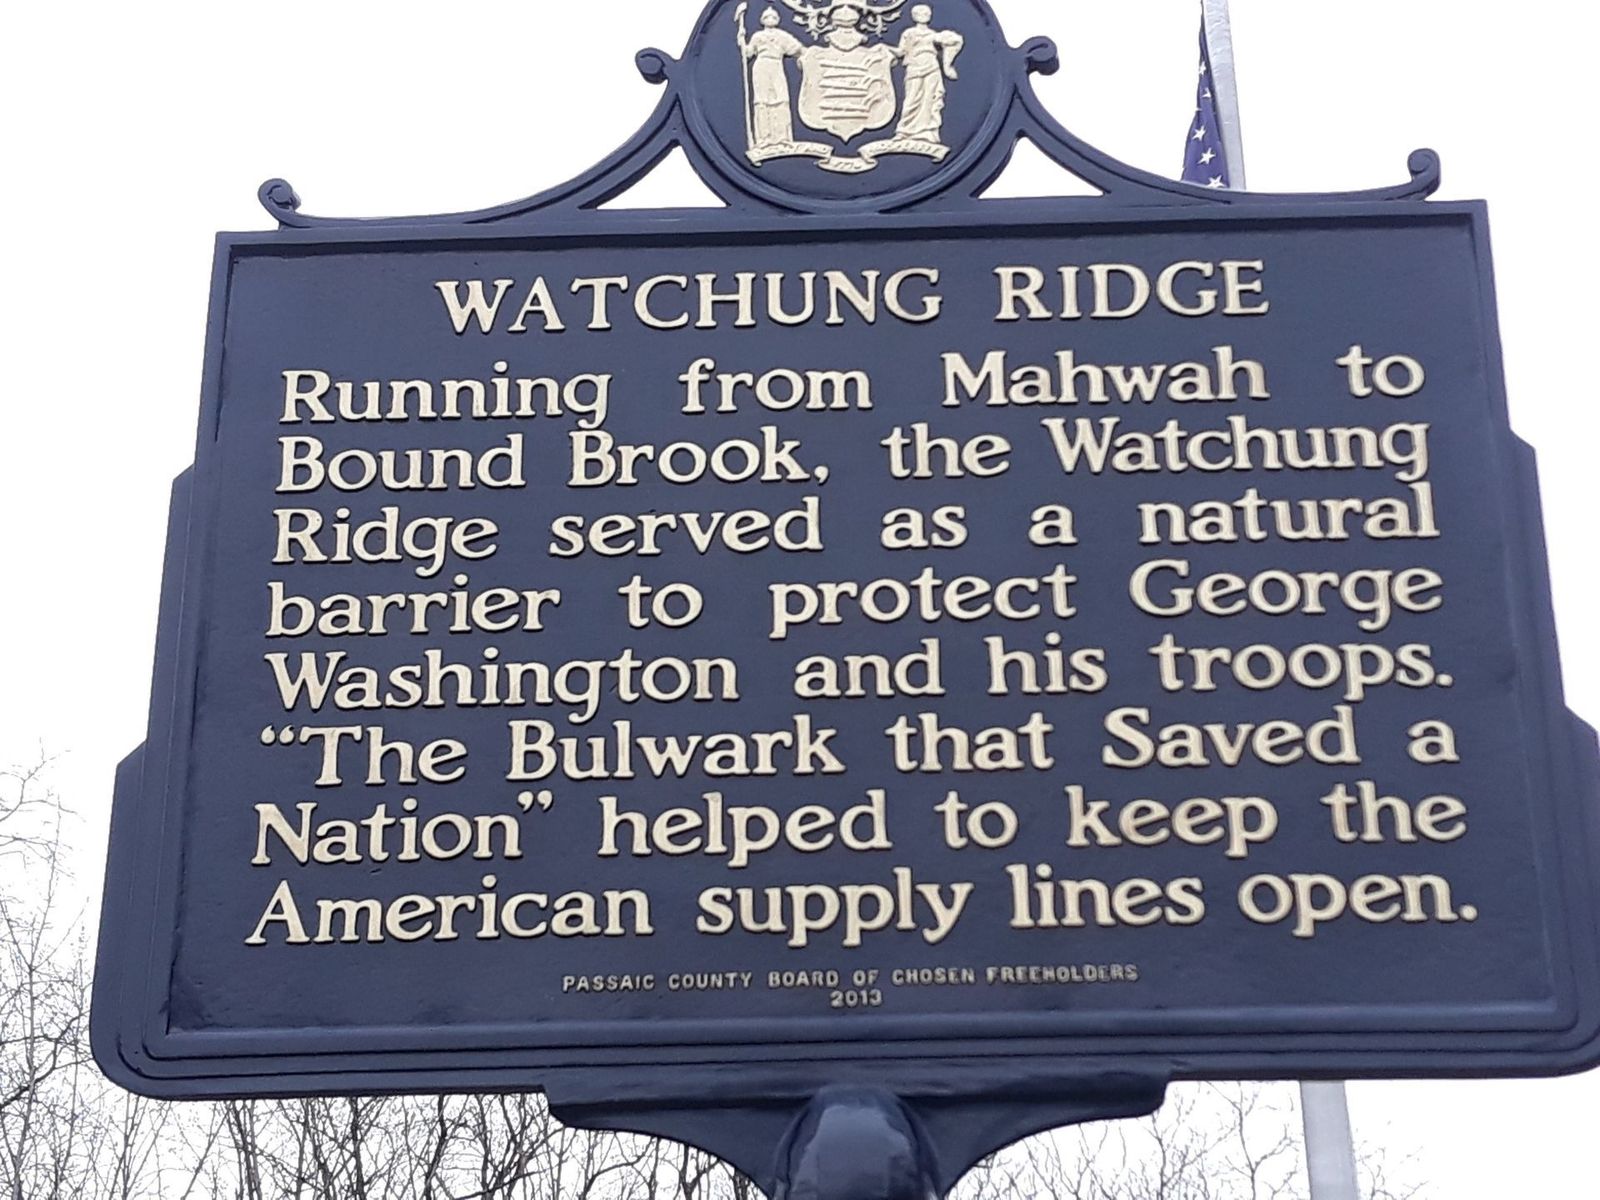 WATCHUNG RIDGE
Running from Mahwah to
Bound Brook, the Watchung
Ridge served as a natural
barrier to protect George
Washington and his troops.
“The Bulwark that Saved a
Nation” helped to keep the
American supply lines open.
PASSAIC COUNTY BOARD OF CHOSEN FREEHOLDERS
2013